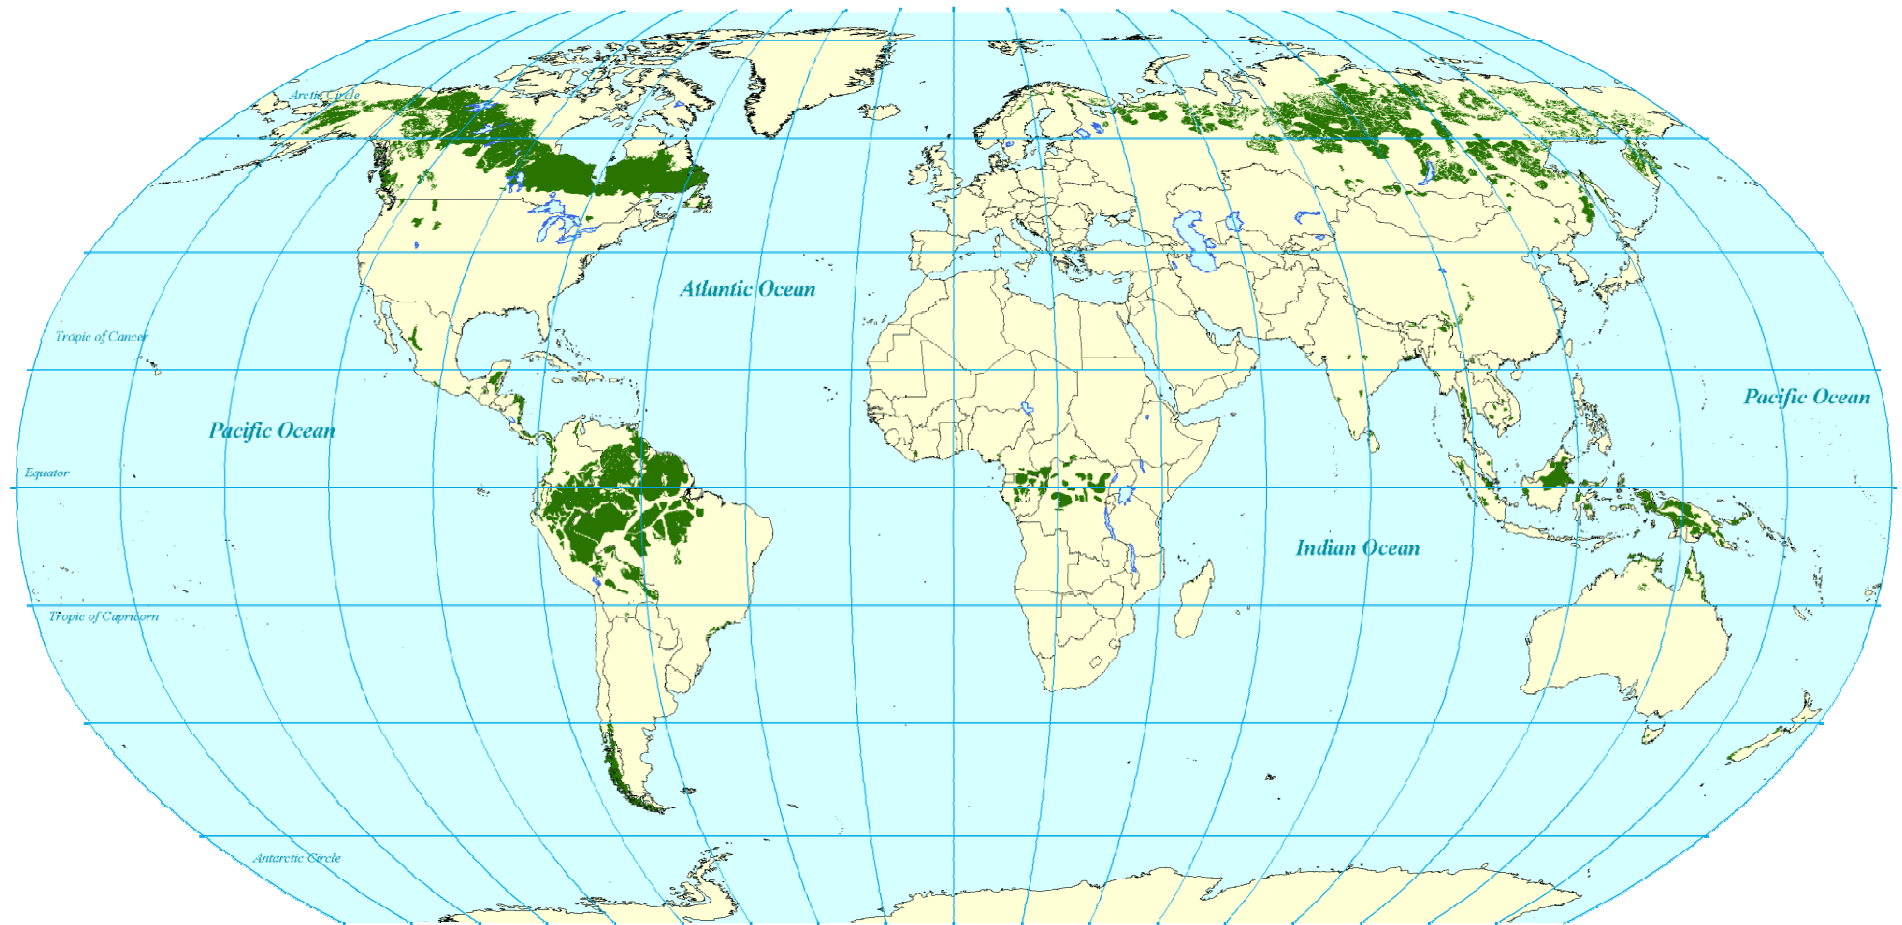 Arctic Circle
Atlantic Ocean
Tropic of Cancer
Pacific Ocean
Pacific Ocean
Equator
Indian Ocean
Tropic of Capricorn
Antarctic Circle